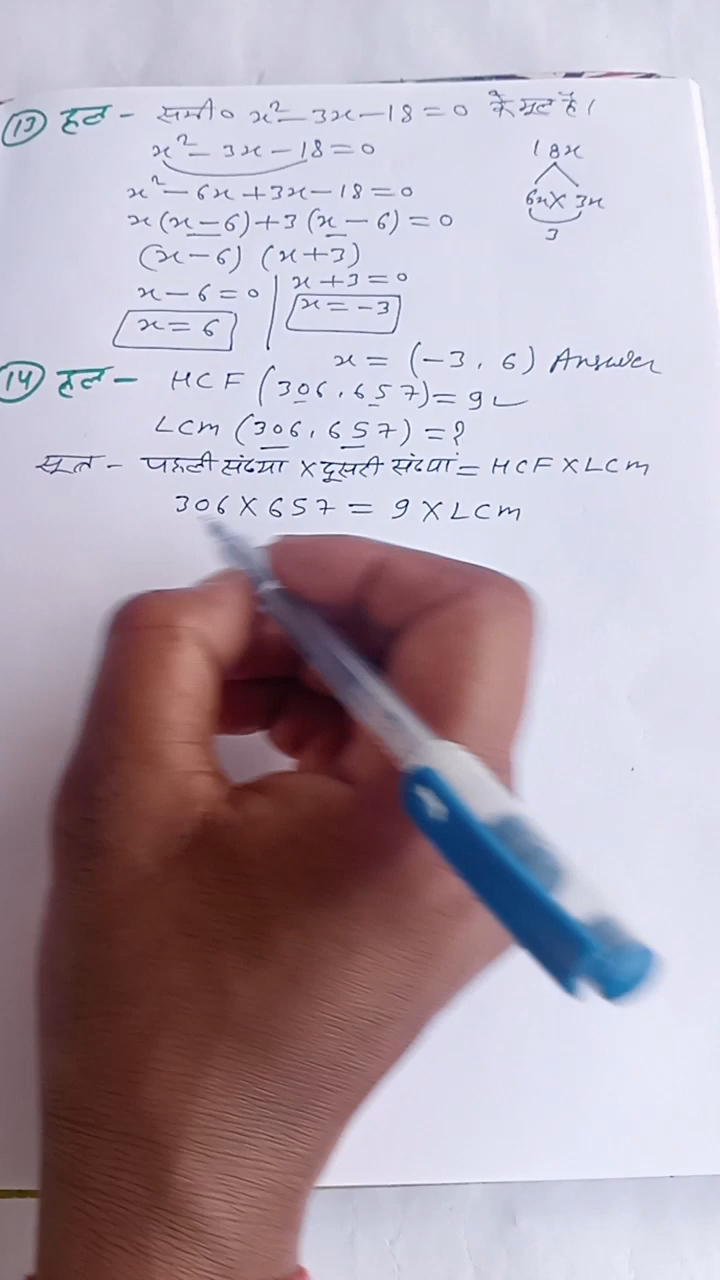 (13) हल - समी० x² - 3x - 18 = 0 के मूल हैं।
x² - 3x - 18 = 0
18x
x² - 6x + 3x - 18 = 0
6x X 3x
x(x - 6) + 3(x - 6) = 0
3
(x - 6) (x + 3)
x - 6 = 0 | x + 3 = 0
x = 6 | x = -3
x = (-3, 6) Answer
(14) हल - HCF (306, 657) = 9
LCM (306, 657) = ?
सूत्र - पहली संख्या X दूसरी संख्या = HCF X LCM
306 X 657 = 9 X LCM